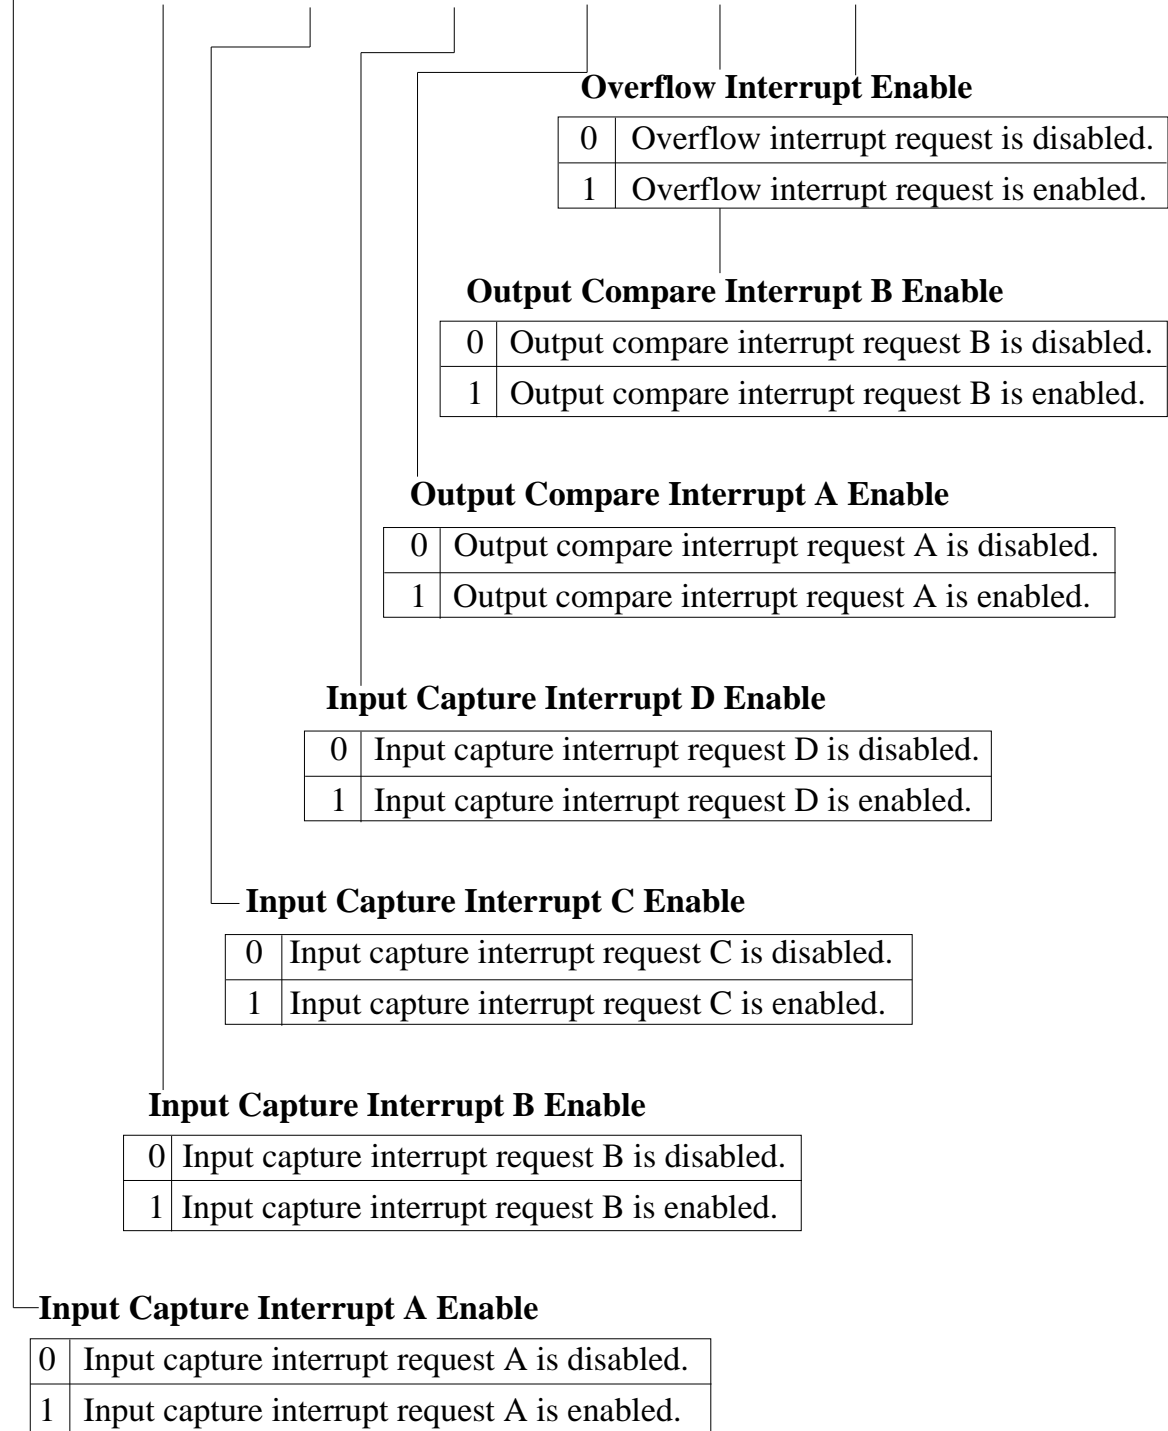 Overflow Interrupt Enable
0 Overflow interrupt request is disabled.
1 Overflow interrupt request is enabled.
Output Compare Interrupt B Enable
0 Output compare interrupt request B is disabled.
1 Output compare interrupt request B is enabled.
Output Compare Interrupt A Enable
0 Output compare interrupt request A is disabled.
1 Output compare interrupt request A is enabled.
Input Capture Interrupt D Enable
0 Input capture interrupt request D is disabled.
1 Input capture interrupt request D is enabled.
Input Capture Interrupt C Enable
0 Input capture interrupt request C is disabled.
1 Input capture interrupt request C is enabled.
Input Capture Interrupt B Enable
0 Input capture interrupt request B is disabled.
1 Input capture interrupt request B is enabled.
Input Capture Interrupt A Enable
0 Input capture interrupt request A is disabled.
1 Input capture interrupt request A is enabled.